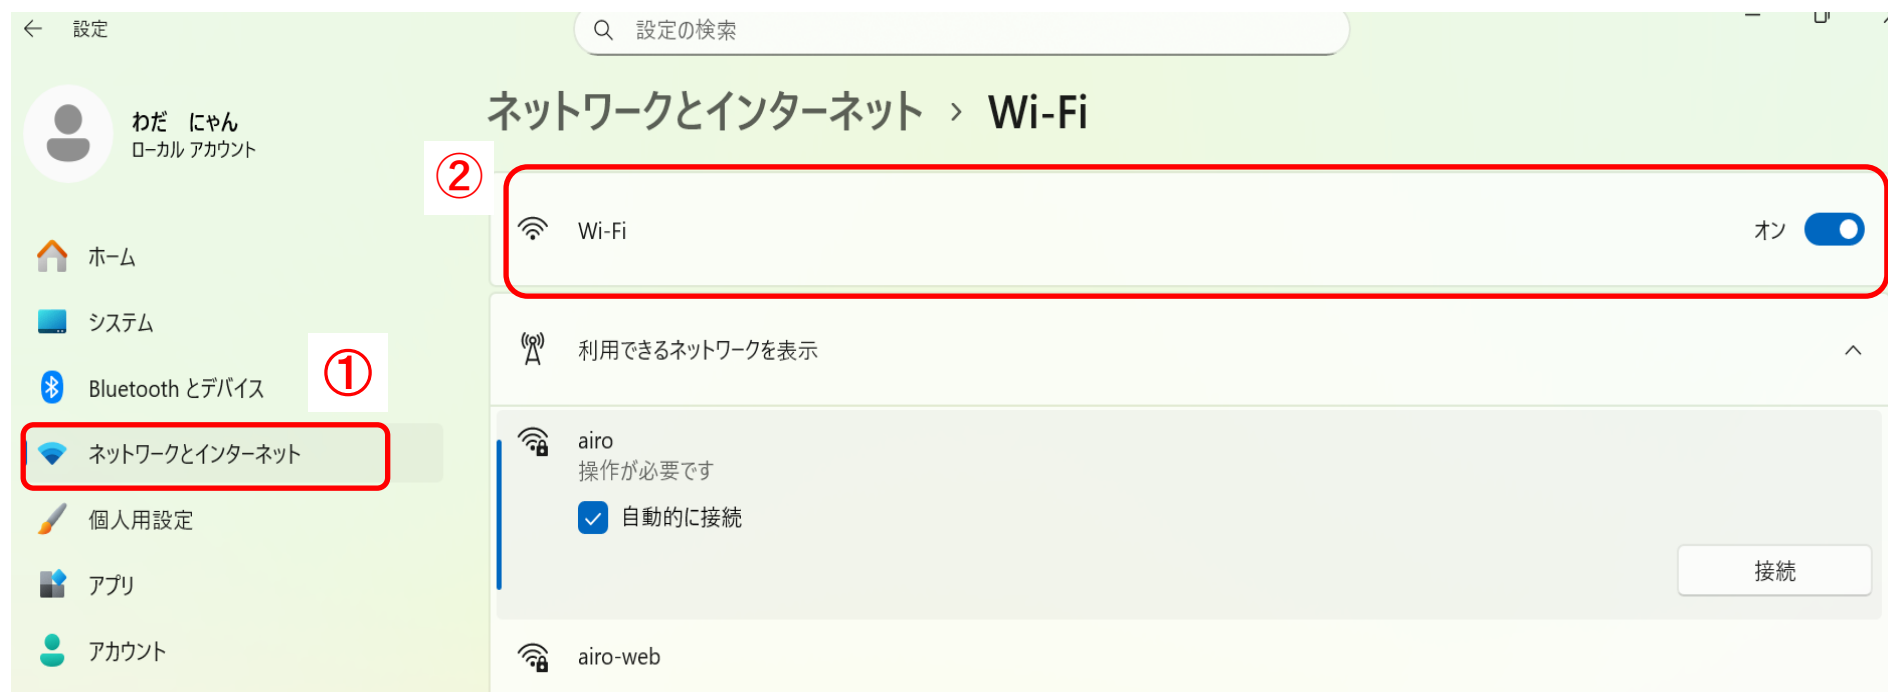 設定
設定の検索
わだ　にゃん
ローカル アカウント
ネットワークとインターネット › Wi-Fi
②
Wi-Fi
オン
ホーム
システム
①
Bluetooth とデバイス
ネットワークとインターネット
個人用設定
アプリ
アカウント
利用できるネットワークを表示
airo
操作が必要です
自動的に接続
接続
airo-web